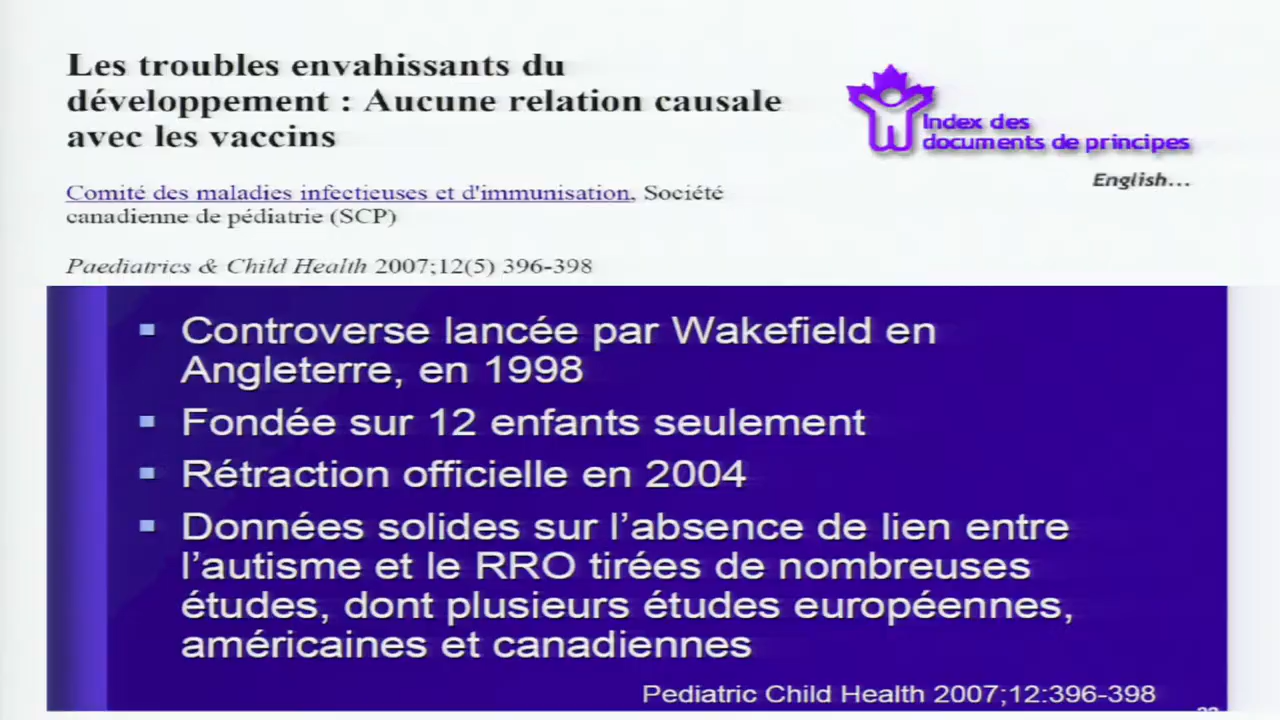 Les troubles envahissants du
développement : Aucune relation causale
avec les vaccins
Index des
documents de principes
English...
Comité des maladies infectieuses et d'immunisation, Société
canadienne de pédiatrie (SCP)
Paediatrics & Child Health 2007;12(5) 396-398
Controverse lancée par Wakefield en
Angleterre, en 1998
Fondée sur 12 enfants seulement
Rétraction officielle en 2004
Données solides sur l'absence de lien entre
l'autisme et le RRO tirées de nombreuses
études, dont plusieurs études européennes,
américaines et canadiennes
Pediatric Child Health 2007;12:396-398